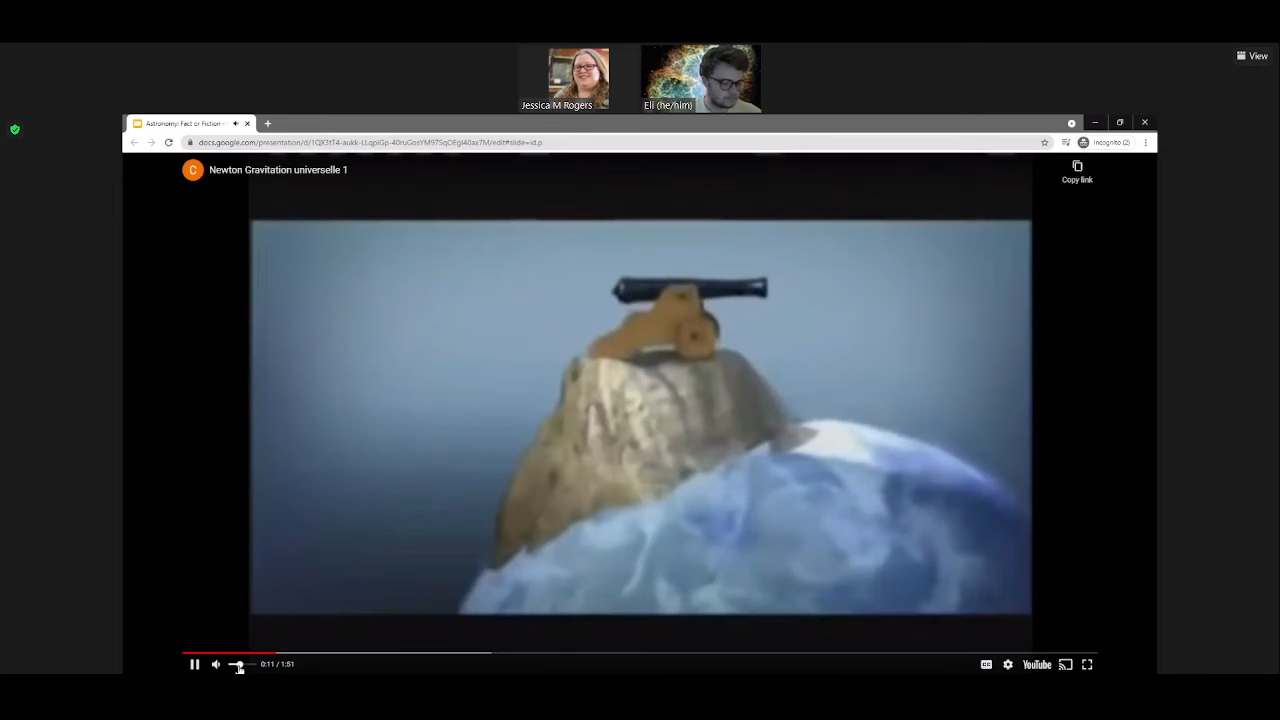 View
Jessica M Rogers
Eli (he/him)
Astronomy: Fact or Fiction -
Incognito (2)
C
Newton Gravitation universelle 1
Copy link
0:11 / 1:51
CC
YouTube